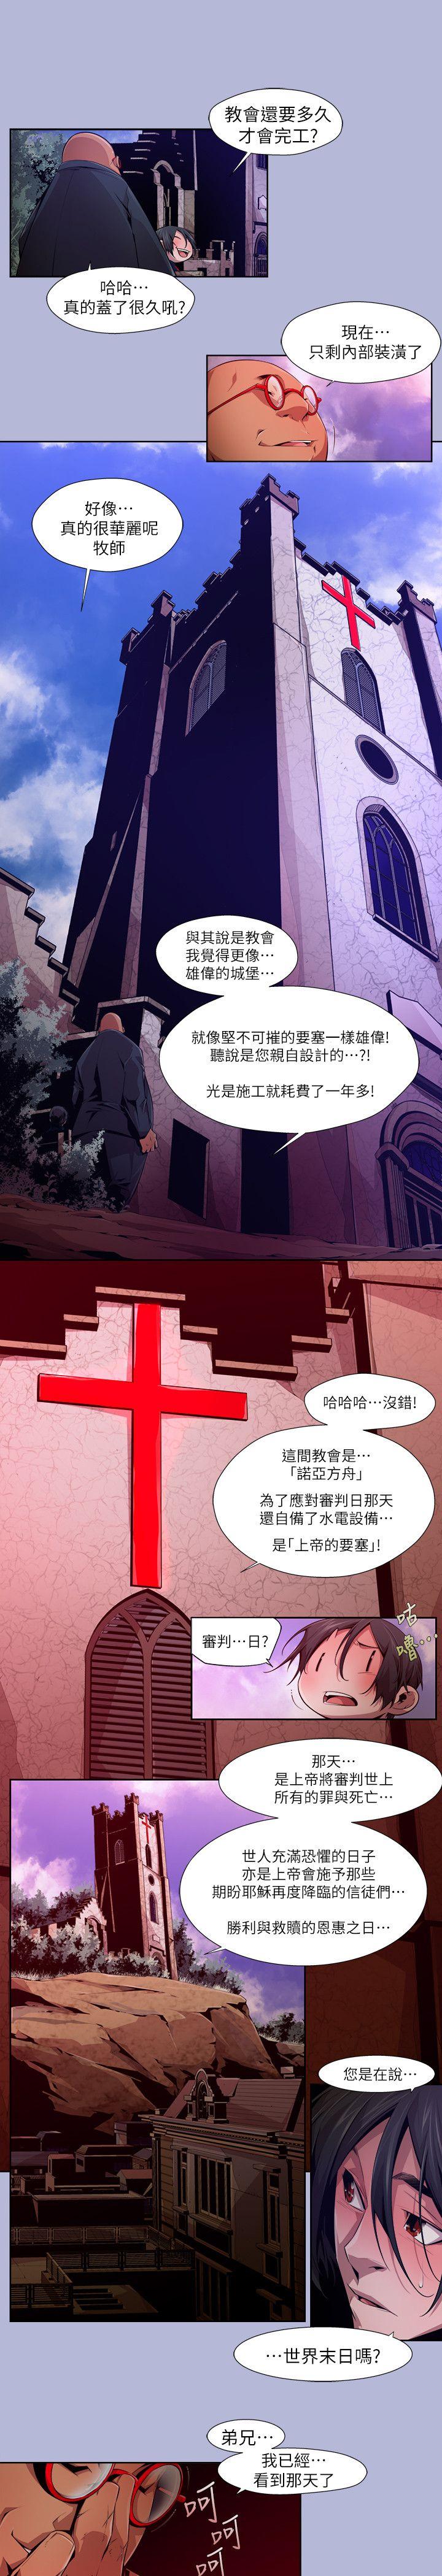 教會還要多久
才會完工?
哈哈…
真的蓋了很久吼?
現在…
只剩內部裝潢了
好像…
真的很華麗呢
牧師
與其說是教會
我覺得更像…
雄偉的城堡…
就像堅不可摧的要塞一樣雄偉!
聽說是您親自設計的…?!
光是施工就耗費了一年多!
哈哈哈…沒錯!
這間教會是…
「諾亞方舟」
為了應對審判日那天
還自備了水電設備…
是「上帝的要塞」!
咕
嚕…
審判…日?
那天…
是上帝將審判世上
所有的罪與死亡…
世人充滿恐懼的日子
亦是上帝會施予那些
期盼耶穌再度降臨的信徒們…
勝利與救贖的恩惠之日…
您是在說…
…世界末日嗎?
弟兄…
我已經…
看到那天了
呵
呵
呵